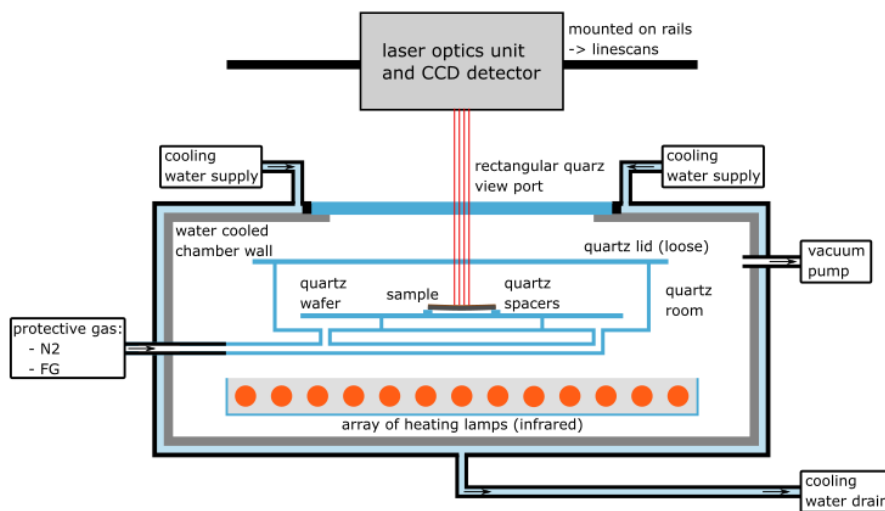 laser optics unit
and CCD detector
mounted on rails
-> linescans
cooling
water supply
rectangular quarz
view port
cooling
water supply
water cooled
chamber wall
quartz lid (loose)
vacuum
pump
quartz
wafer
sample
quartz
spacers
quartz
room
protective gas:
- N2
- FG
array of heating lamps (infrared)
cooling
water drain